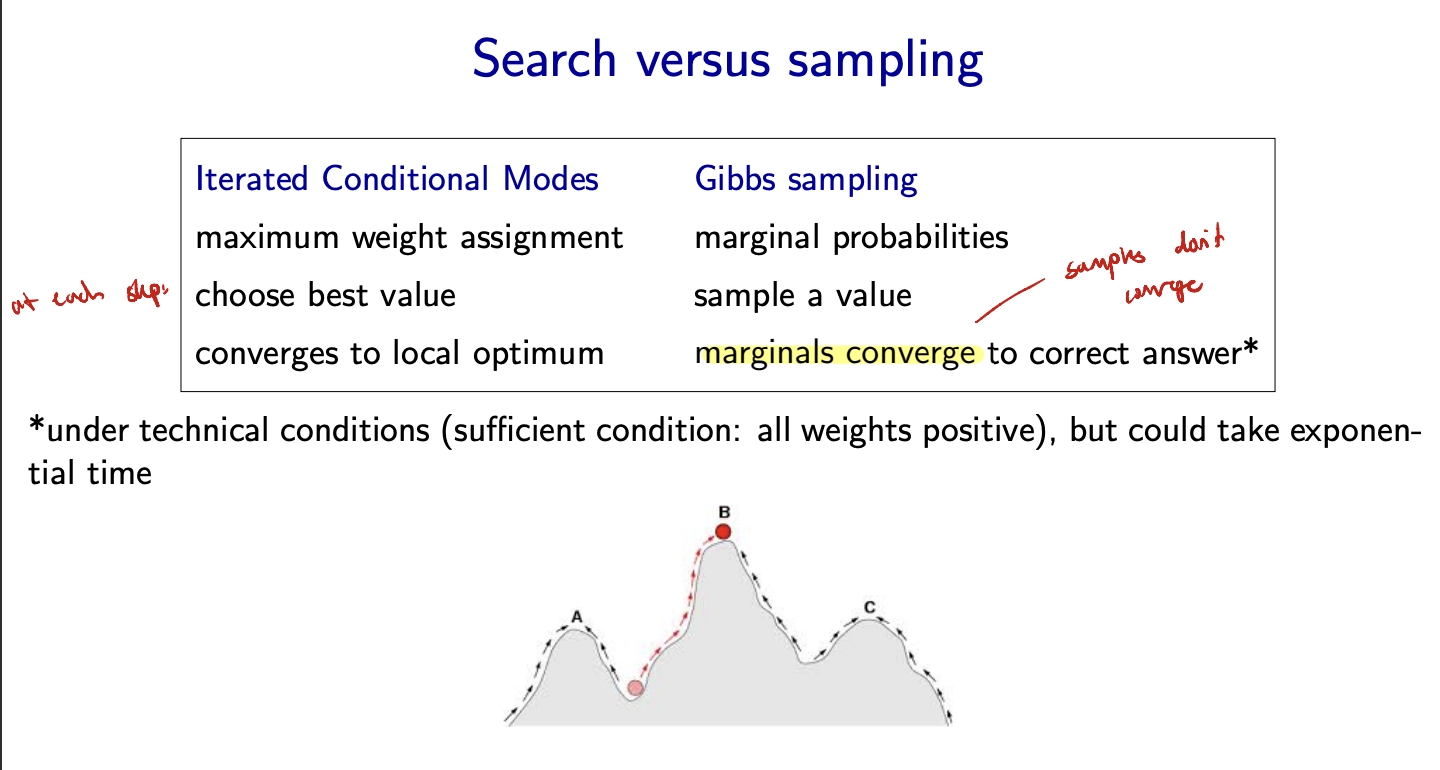 Search versus sampling
Iterated Conditional Modes Gibbs sampling
maximum weight assignment marginal probabilities
samples don't
at each step: choose best value sample a value
converge
converges to local optimum marginals converge to correct answer*
*under technical conditions (sufficient condition: all weights positive), but could take exponen-
tial time
B
A
C